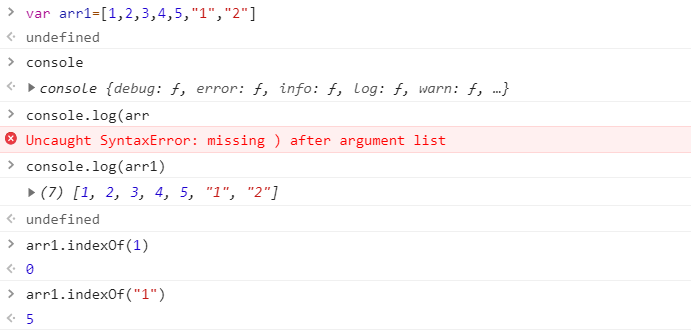 > var arr1=[1,2,3,4,5,"1","2"]
undefined
> console
console {debug: ƒ, error: ƒ, info: ƒ, log: ƒ, warn: ƒ, …}
> console.log(arr
Uncaught SyntaxError: missing ) after argument list
> console.log(arr1)
(7) [1, 2, 3, 4, 5, "1", "2"]
undefined
> arr1.indexOf(1)
0
> arr1.indexOf("1")
5